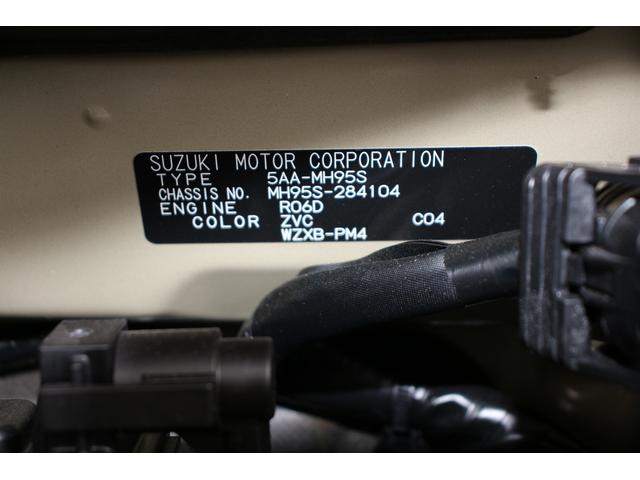 SUZUKI MOTOR CORPORATION
TYPE 5AA-MH95S
CHASSIS NO. MH95S-284104
ENGINE R06D
COLOR ZVC C04
WZXB-PM4